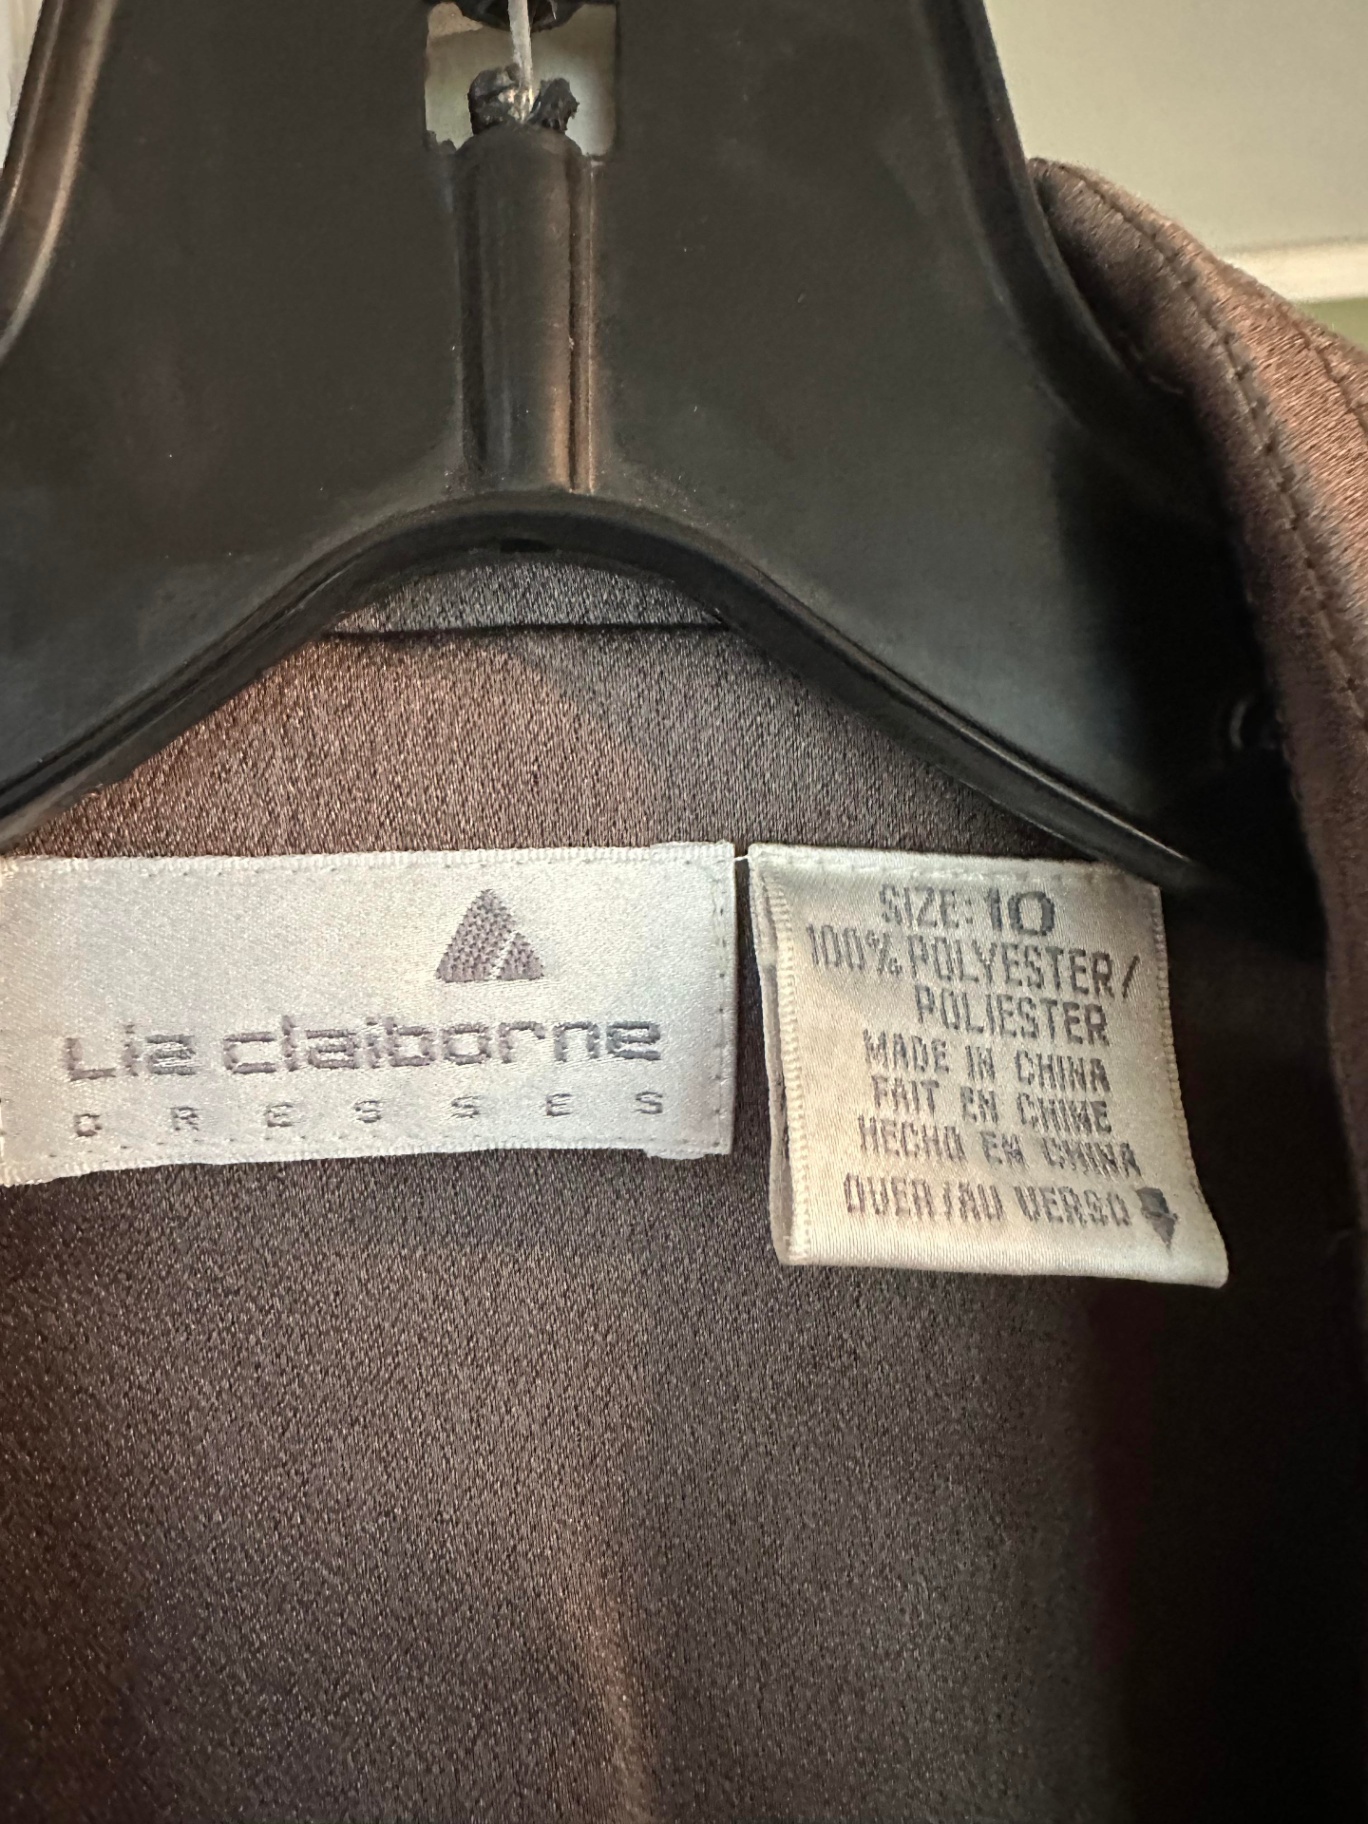 Liz claiborne
DRESSES
SIZE: 10
100% POLYESTER/
POLIESTER
MADE IN CHINA
FAIT EN CHINE
HECHO EN CHINA
OVER/AU VERSO